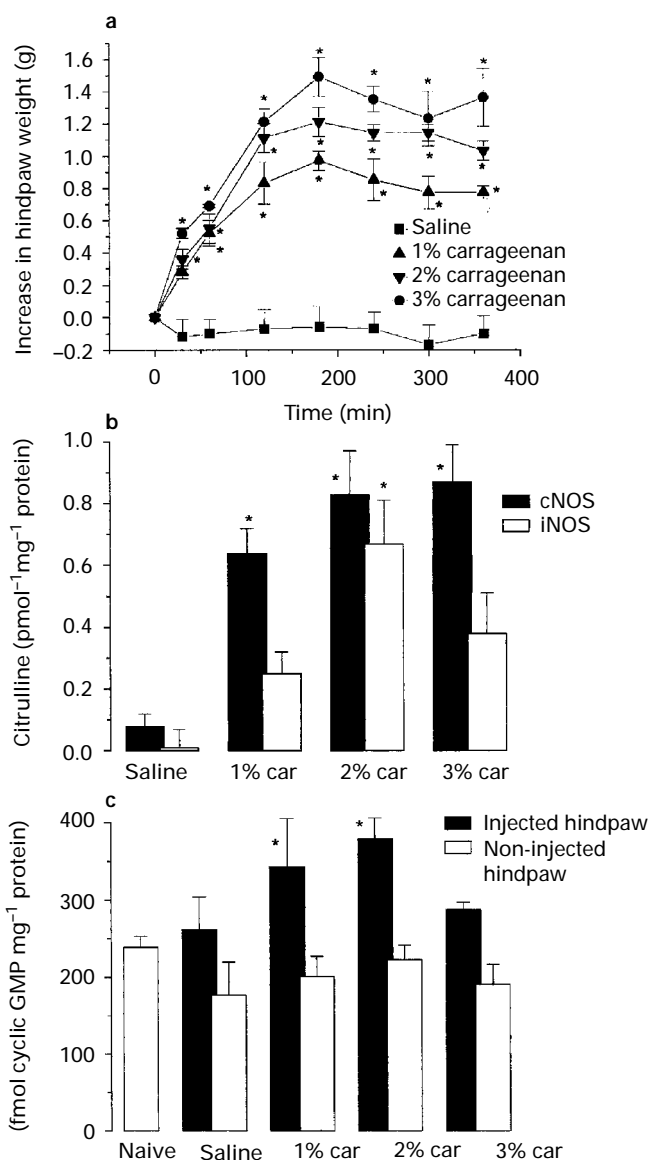 a
Increase in hindpaw weight (g)
1.6
1.4
1.2
1.0
0.8
0.6
0.4
0.2
0.0
−0.2
* * * * * * *
* * * * * *
* * * * * * *
Saline
1% carrageenan
2% carrageenan
3% carrageenan
0 100 200 300 400
Time (min)
b
Citrulline (pmol⁻¹mg⁻¹ protein)
1.0
0.8
0.6
0.4
0.2
0.0
* * * *
cNOS
iNOS
Saline 1% car 2% car 3% car
c
(fmol cyclic GMP mg⁻¹ protein)
400
300
200
100
0
* *
Injected hindpaw
Non-injected
hindpaw
Naive Saline 1% car 2% car 3% car